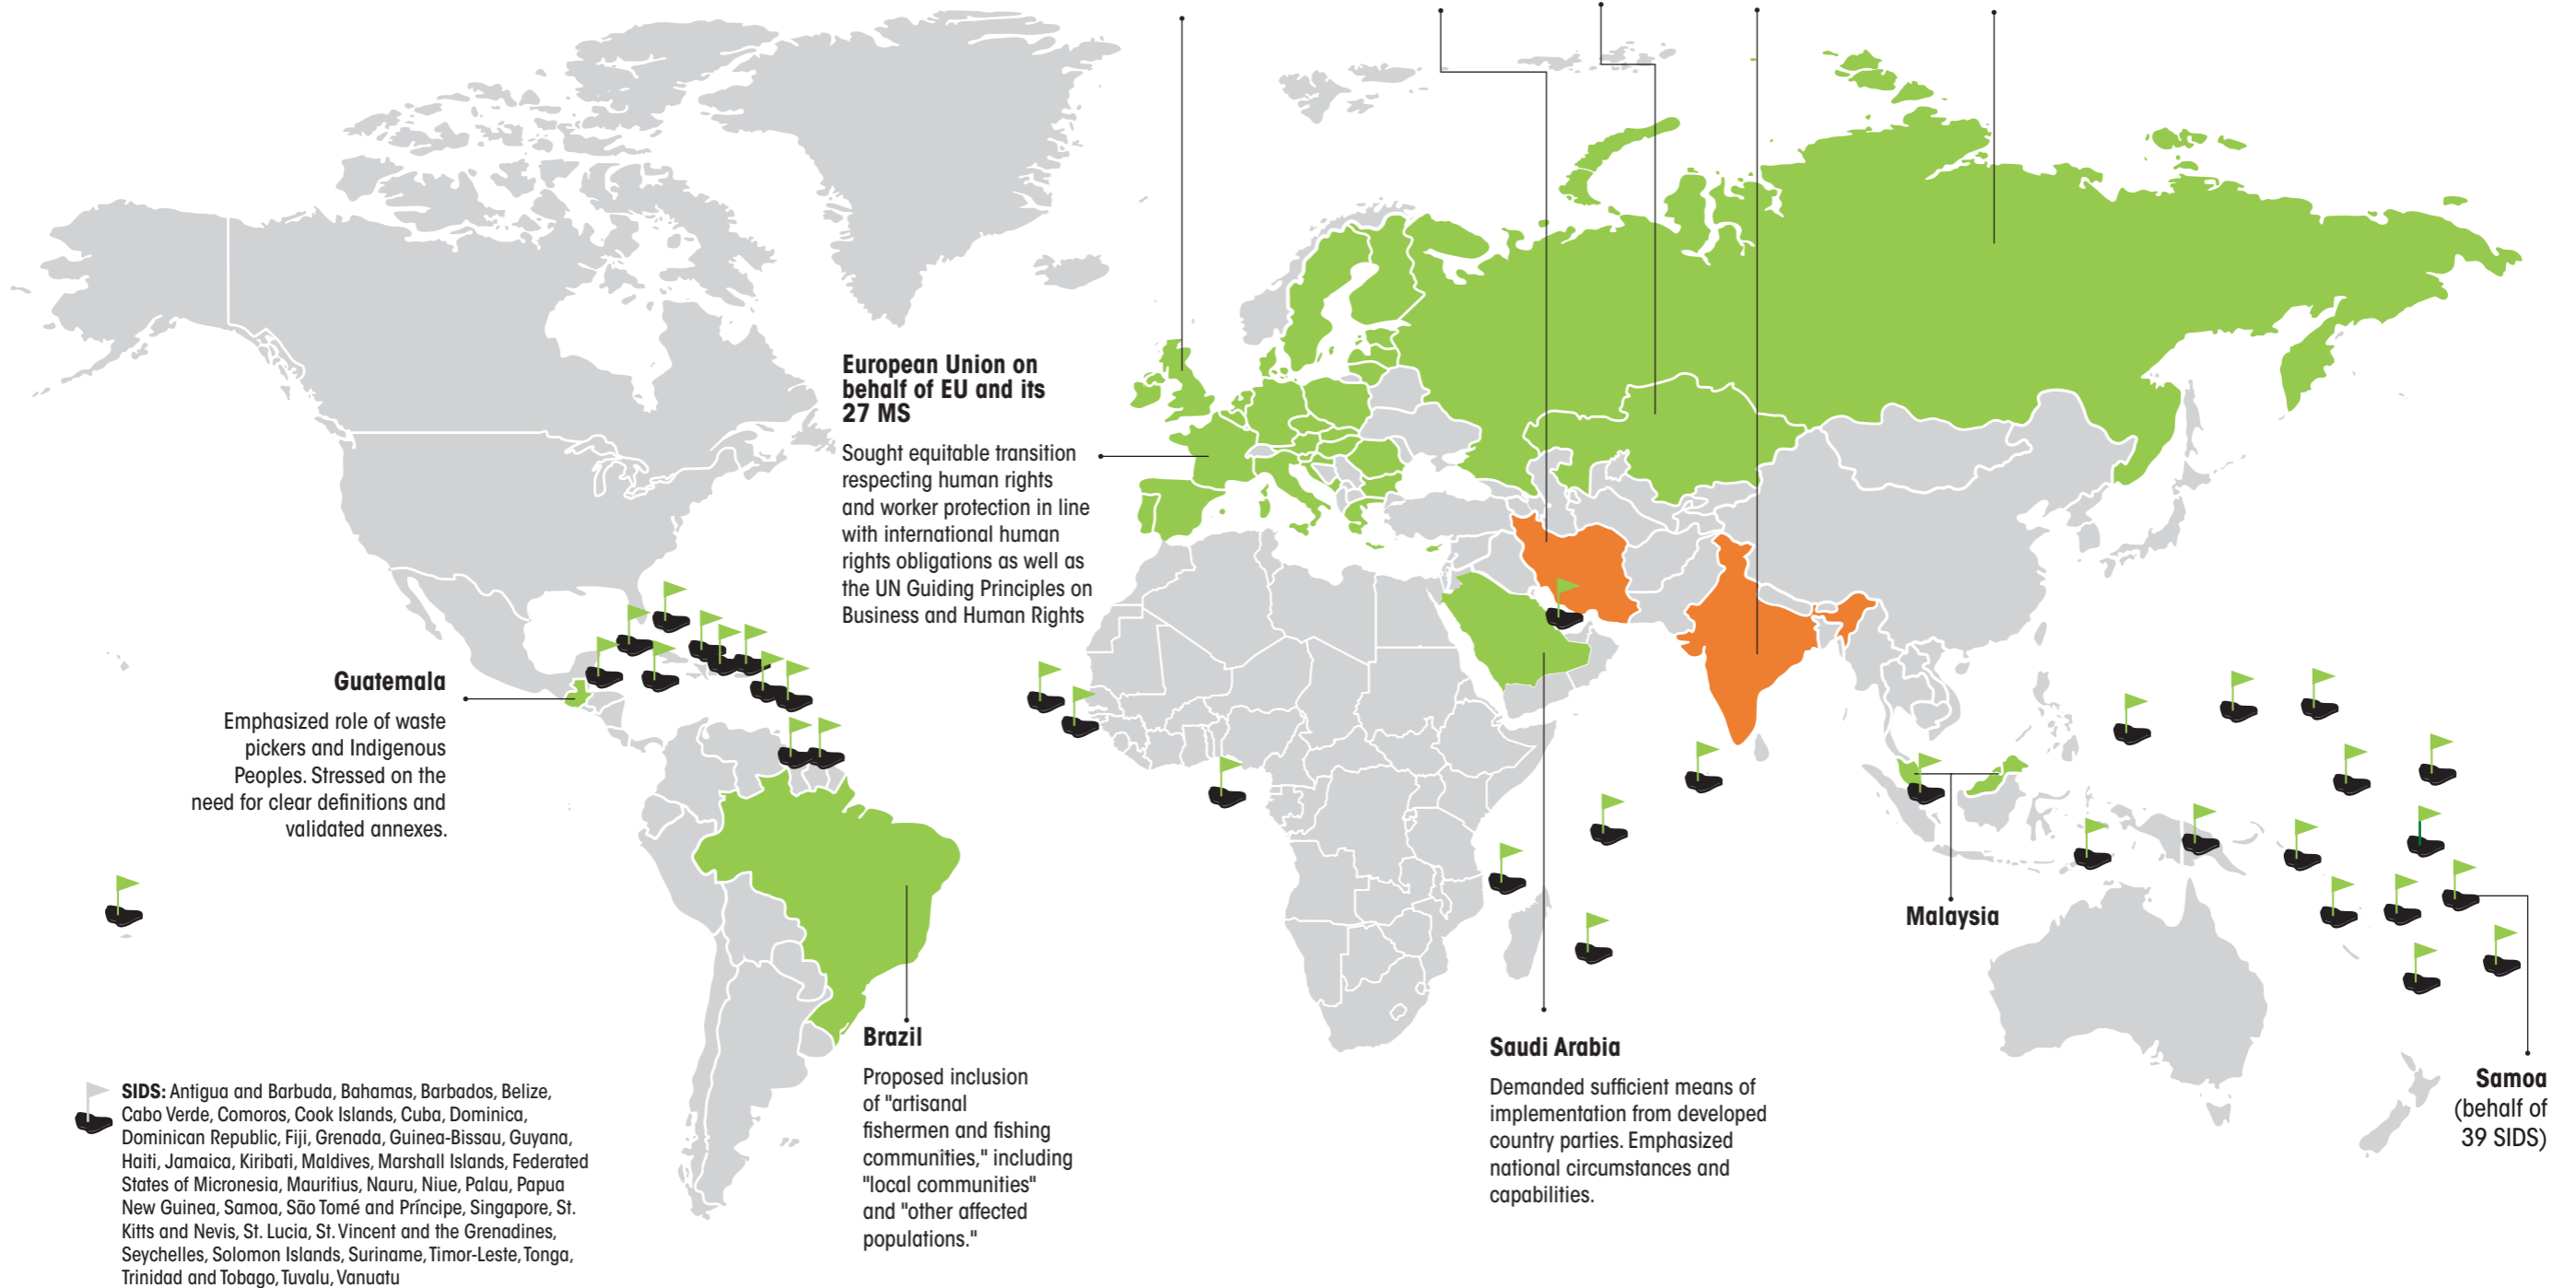 European Union on
behalf of EU and its
27 MS
Sought equitable transition
respecting human rights
and worker protection in line
with international human
rights obligations as well as
the UN Guiding Principles on
Business and Human Rights
Guatemala
Emphasized role of waste
pickers and Indigenous
Peoples. Stressed on the
need for clear definitions and
validated annexes.
Brazil
Proposed inclusion
of "artisanal
fishermen and fishing
communities," including
"local communities"
and "other affected
populations."
Saudi Arabia
Demanded sufficient means of
implementation from developed
country parties. Emphasized
national circumstances and
capabilities.
Malaysia
Samoa
(behalf of
39 SIDS)
SIDS: Antigua and Barbuda, Bahamas, Barbados, Belize,
Cabo Verde, Comoros, Cook Islands, Cuba, Dominica,
Dominican Republic, Fiji, Grenada, Guinea-Bissau, Guyana,
Haiti, Jamaica, Kiribati, Maldives, Marshall Islands, Federated
States of Micronesia, Mauritius, Nauru, Niue, Palau, Papua
New Guinea, Samoa, São Tomé and Príncipe, Singapore, St.
Kitts and Nevis, St. Lucia, St. Vincent and the Grenadines,
Seychelles, Solomon Islands, Suriname, Timor-Leste, Tonga,
Trinidad and Tobago, Tuvalu, Vanuatu